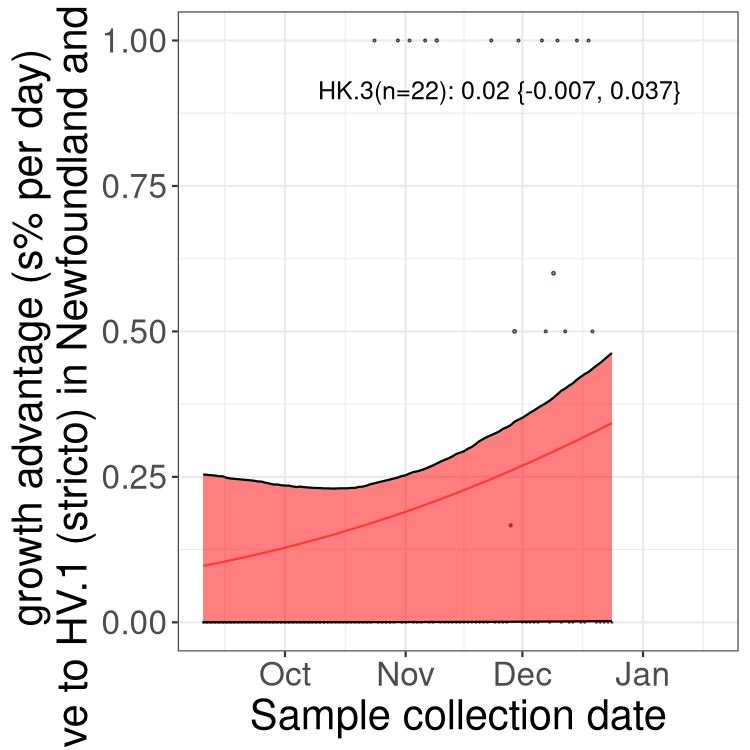 growth advantage (s% per day)
ve to HV.1 (stricto) in Newfoundland and
1.00
0.75
0.50
0.25
0.00
HK.3(n=22): 0.02 {-0.007, 0.037}
Oct Nov Dec Jan
Sample collection date